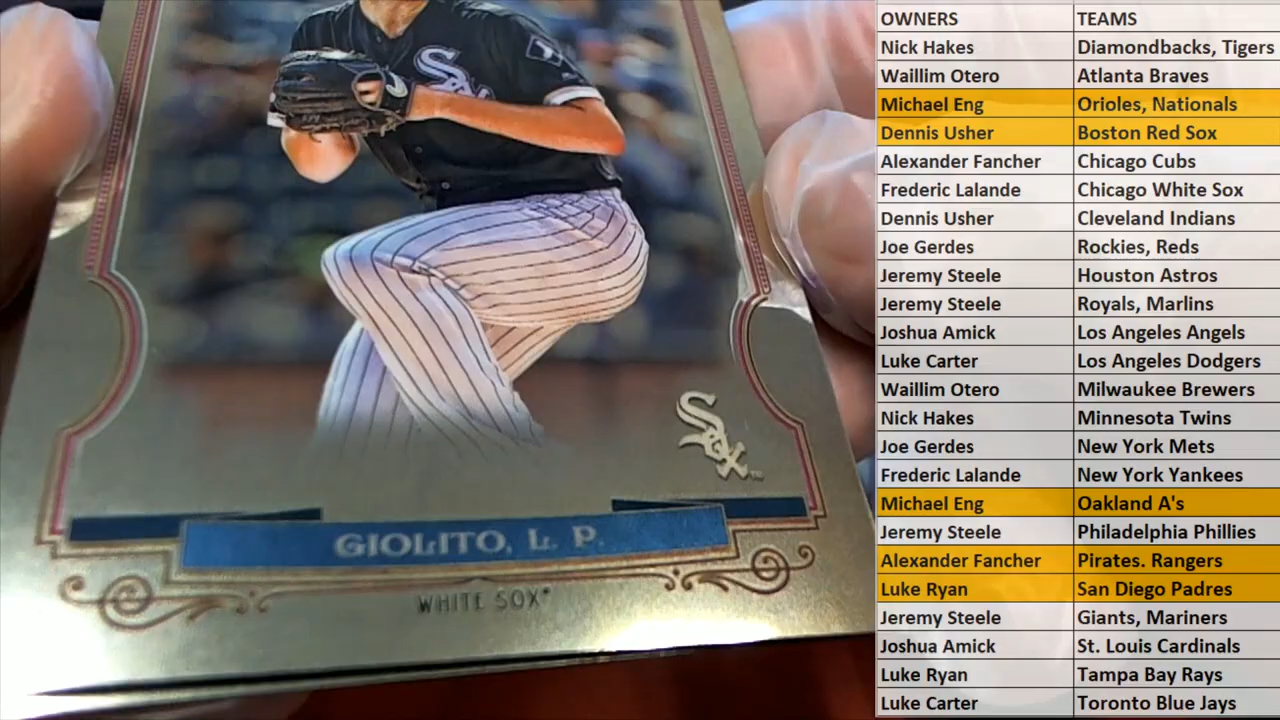 Sox
Sox
GIOLITO, L. P.
WHITE SOX
OWNERS TEAMS
Nick Hakes Diamondbacks, Tigers
Waillim Otero Atlanta Braves
Michael Eng Orioles, Nationals
Dennis Usher Boston Red Sox
Alexander Fancher Chicago Cubs
Frederic Lalande Chicago White Sox
Dennis Usher Cleveland Indians
Joe Gerdes Rockies, Reds
Jeremy Steele Houston Astros
Jeremy Steele Royals, Marlins
Joshua Amick Los Angeles Angels
Luke Carter Los Angeles Dodgers
Waillim Otero Milwaukee Brewers
Nick Hakes Minnesota Twins
Joe Gerdes New York Mets
Frederic Lalande New York Yankees
Michael Eng Oakland A's
Jeremy Steele Philadelphia Phillies
Alexander Fancher Pirates. Rangers
Luke Ryan San Diego Padres
Jeremy Steele Giants, Mariners
Joshua Amick St. Louis Cardinals
Luke Ryan Tampa Bay Rays
Luke Carter Toronto Blue Jays